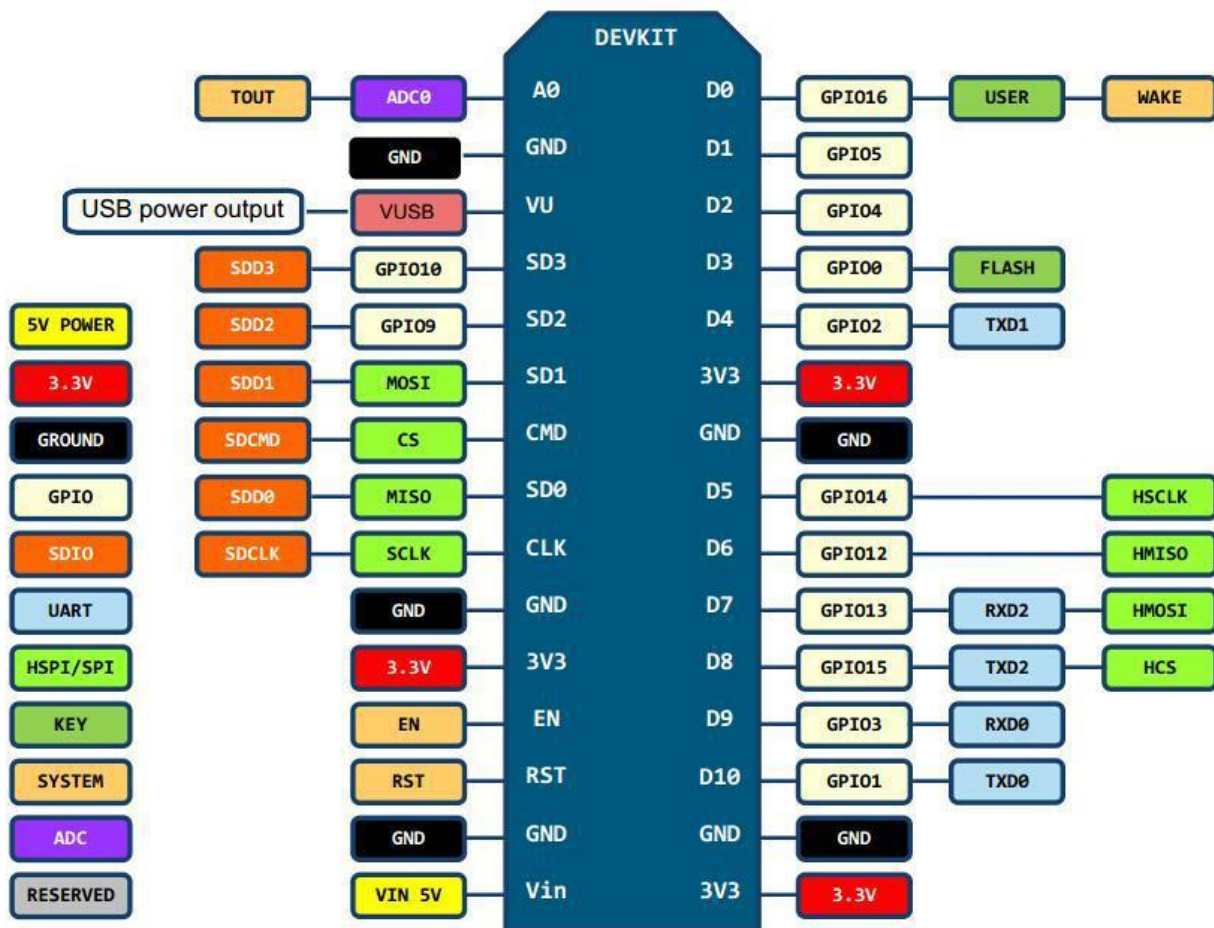 DEVKIT
TOUT ADC0 A0 D0 GPIO16 USER WAKE
GND GND D1 GPIO5
USB power output VUSB VU D2 GPIO4
SDD3 GPIO10 SD3 D3 GPIO0 FLASH
5V POWER SDD2 GPIO9 SD2 D4 GPIO2 TXD1
3.3V SDD1 MOSI SD1 3V3 3.3V
GROUND SDCMD CS CMD GND GND
GPIO SDD0 MISO SD0 D5 GPIO14 HSCLK
SDIO SDCLK SCLK CLK D6 GPIO12 HMISO
UART GND GND D7 GPIO13 RXD2 HMOSI
HSPI/SPI 3.3V 3V3 D8 GPIO15 TXD2 HCS
KEY EN EN D9 GPIO3 RXD0
SYSTEM RST RST D10 GPIO1 TXD0
ADC GND GND GND GND
RESERVED VIN 5V Vin 3V3 3.3V